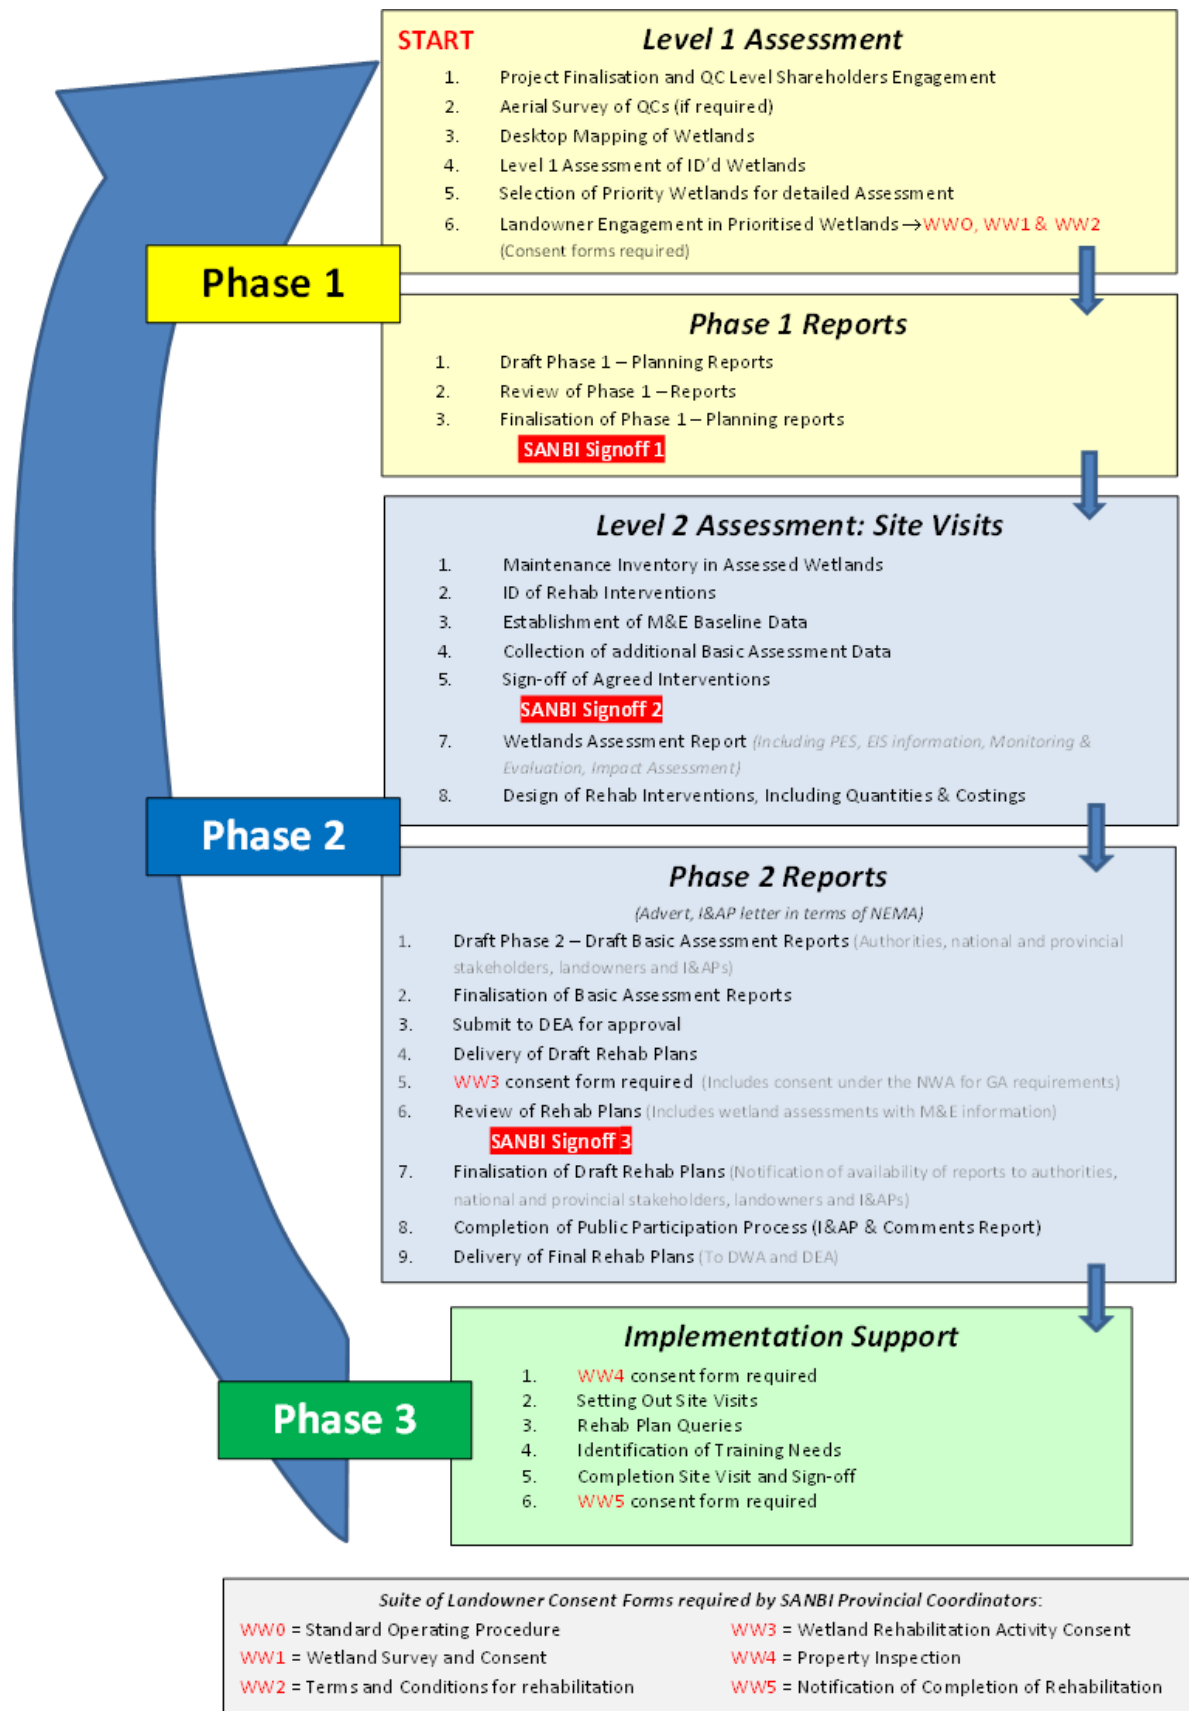 START
Level 1 Assessment
1. Project Finalisation and QC Level Shareholders Engagement
2. Aerial Survey of QCs (if required)
3. Desktop Mapping of Wetlands
4. Level 1 Assessment of ID'd Wetlands
5. Selection of Priority Wetlands for detailed Assessment
6. Landowner Engagement in Prioritised Wetlands → WW0, WW1 & WW2
(Consent forms required)
Phase 1
Phase 1 Reports
1. Draft Phase 1 – Planning Reports
2. Review of Phase 1 – Reports
3. Finalisation of Phase 1 – Planning reports
SANBI Signoff 1
Level 2 Assessment: Site Visits
1. Maintenance Inventory in Assessed Wetlands
2. ID of Rehab Interventions
3. Establishment of M&E Baseline Data
4. Collection of additional Basic Assessment Data
5. Sign-off of Agreed Interventions
SANBI Signoff 2
7. Wetlands Assessment Report (Including PES, EIS information, Monitoring &
Evaluation, Impact Assessment)
8. Design of Rehab Interventions, Including Quantities & Costings
Phase 2
Phase 2 Reports
(Advert, I&AP letter in terms of NEMA)
1. Draft Phase 2 – Draft Basic Assessment Reports (Authorities, national and provincial
stakeholders, landowners and I&APs)
2. Finalisation of Basic Assessment Reports
3. Submit to DEA for approval
4. Delivery of Draft Rehab Plans
5. WW3 consent form required (Includes consent under the NWA for GA requirements)
6. Review of Rehab Plans (Includes wetland assessments with M&E information)
SANBI Signoff 3
7. Finalisation of Draft Rehab Plans (Notification of availability of reports to authorities,
national and provincial stakeholders, landowners and I&APs)
8. Completion of Public Participation Process (I&AP & Comments Report)
9. Delivery of Final Rehab Plans (To DWA and DEA)
Implementation Support
1. WW4 consent form required
2. Setting Out Site Visits
3. Rehab Plan Queries
4. Identification of Training Needs
5. Completion Site Visit and Sign-off
6. WW5 consent form required
Phase 3
Suite of Landowner Consent Forms required by SANBI Provincial Coordinators:
WW0 = Standard Operating Procedure
WW1 = Wetland Survey and Consent
WW2 = Terms and Conditions for rehabilitation
WW3 = Wetland Rehabilitation Activity Consent
WW4 = Property Inspection
WW5 = Notification of Completion of Rehabilitation